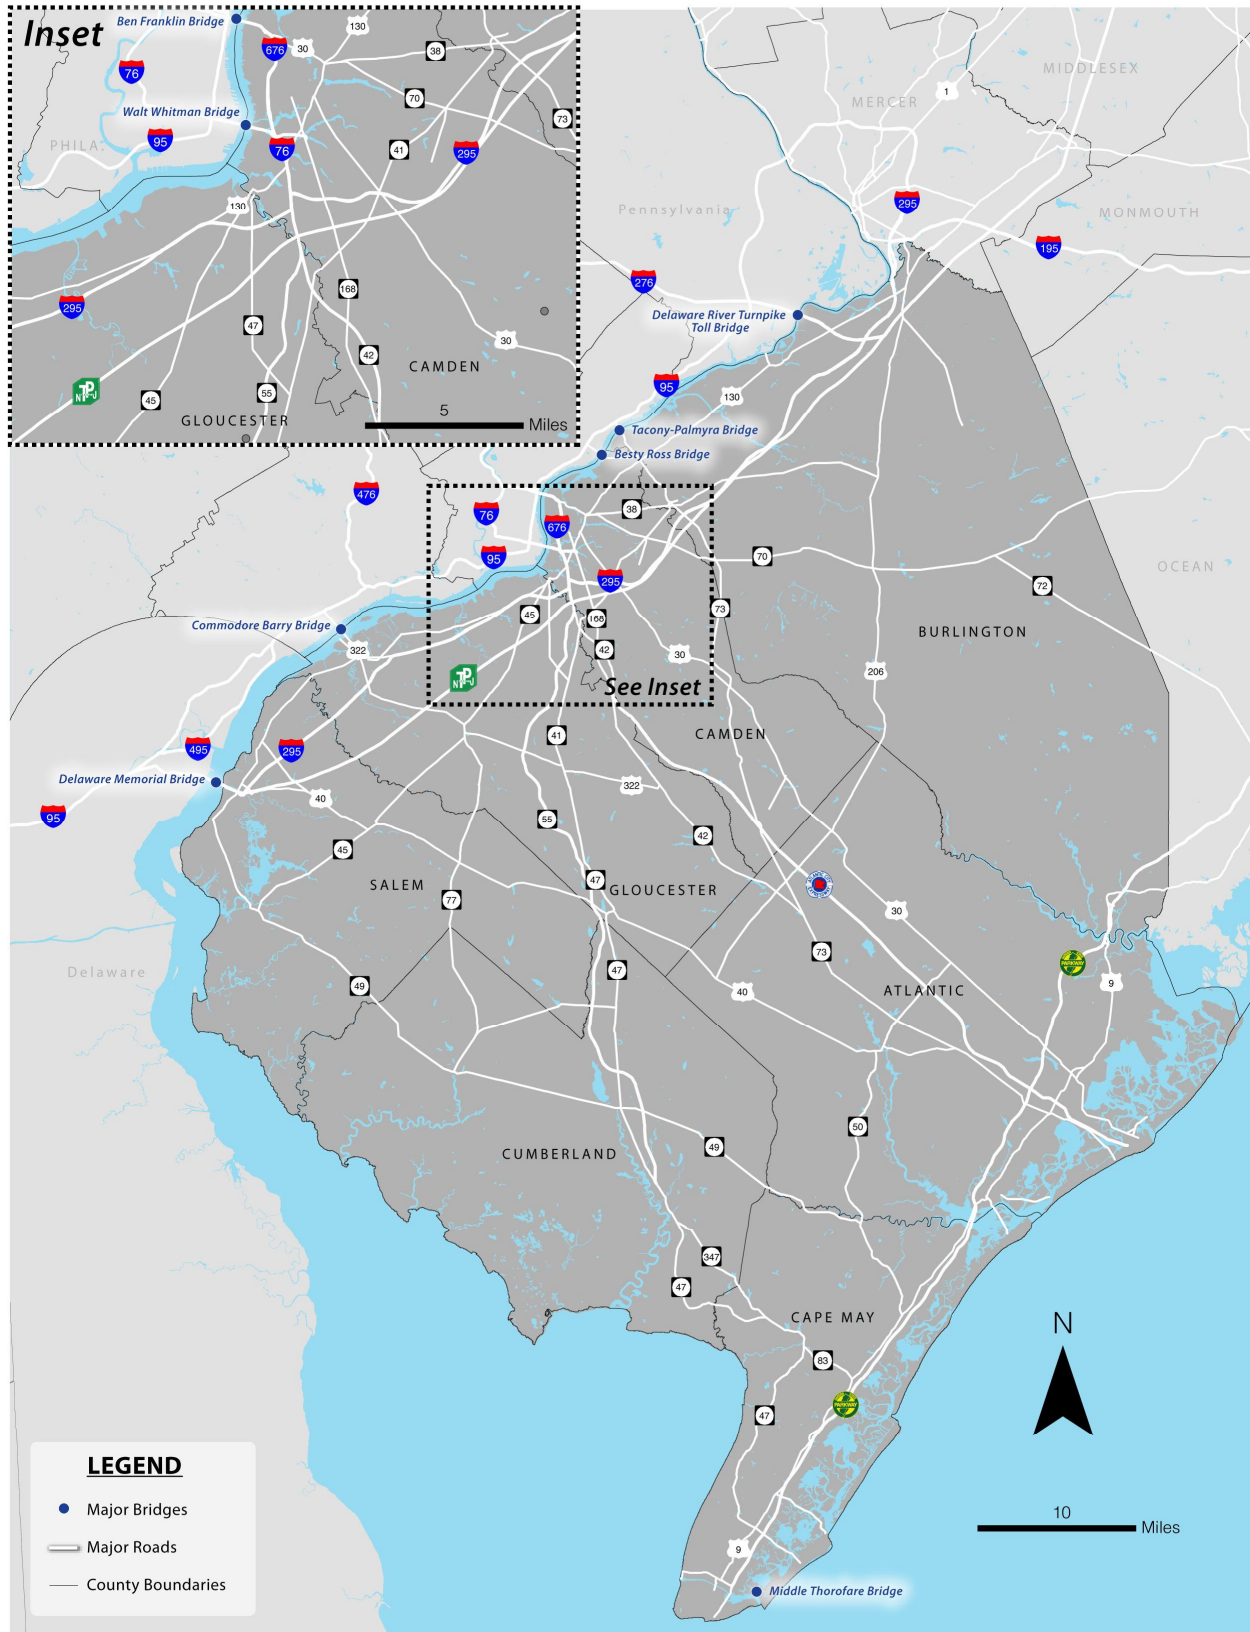 Inset
Ben Franklin Bridge
130
676
30
38
76
70
Walt Whitman Bridge
73
95
PHILA.
76
41
295
130
168
295
47
30
42
CAMDEN
55
45
GLOUCESTER
5
Miles
MIDDLESEX
1
MERCER
295
Pennsylvania
MONMOUTH
195
276
Delaware River Turnpike
Toll Bridge
95
130
Tacony-Palmyra Bridge
Besty Ross Bridge
476
38
76
676
95
70
OCEAN
295
72
73
45
168
Commodore Barry Bridge
BURLINGTON
322
42
30
206
See Inset
CAMDEN
41
495
295
Delaware Memorial Bridge
322
40
95
55
42
45
SALEM
47
GLOUCESTER
77
30
73
PARKWAY
Delaware
47
49
40
ATLANTIC
9
50
49
CUMBERLAND
347
47
CAPE MAY
N
83
PARKWAY
47
LEGEND
Major Bridges
10
Miles
Major Roads
9
County Boundaries
Middle Thorofare Bridge